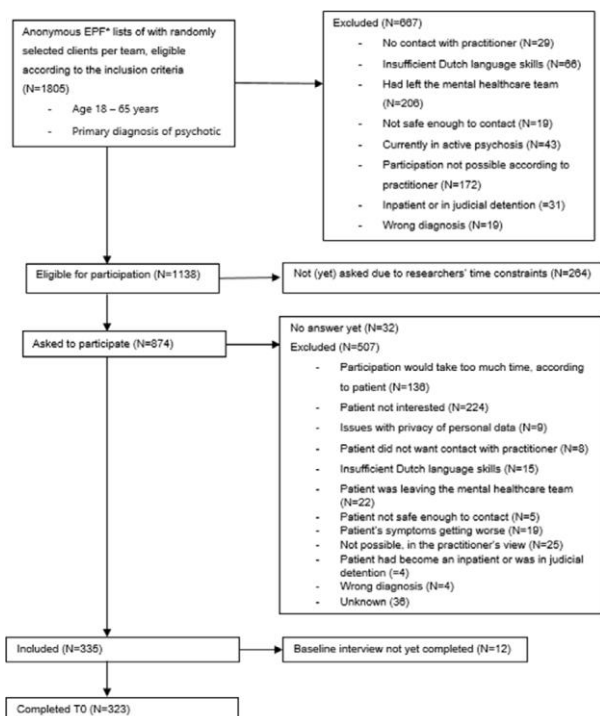 Anonymous EPF* lists of with randomly
selected clients per team, eligible
according to the inclusion criteria
(N=1805)
- Age 18 – 65 years
- Primary diagnosis of psychotic
Excluded (N=667)
- No contact with practitioner (N=29)
- Insufficient Dutch language skills (N=66)
- Had left the mental healthcare team
(N=206)
- Not safe enough to contact (N=19)
- Currently in active psychosis (N=43)
- Participation not possible according to
practitioner (N=172)
- Inpatient or in judicial detention (=31)
- Wrong diagnosis (N=19)
Eligible for participation (N=1138)
Not (yet) asked due to researchers' time constraints (N=264)
Asked to participate (N=874)
No answer yet (N=32)
Excluded (N=507)
- Participation would take too much time, according
to patient (N=136)
- Patient not interested (N=224)
- Issues with privacy of personal data (N=9)
- Patient did not want contact with practitioner (N=8)
- Insufficient Dutch language skills (N=15)
- Patient was leaving the mental healthcare team
(N=22)
- Patient not safe enough to contact (N=5)
- Patient's symptoms getting worse (N=19)
- Not possible, in the practitioner's view (N=25)
- Patient had become an inpatient or was in judicial
detention (=4)
- Wrong diagnosis (N=4)
- Unknown (36)
Included (N=335)
Baseline interview not yet completed (N=12)
Completed T0 (N=323)